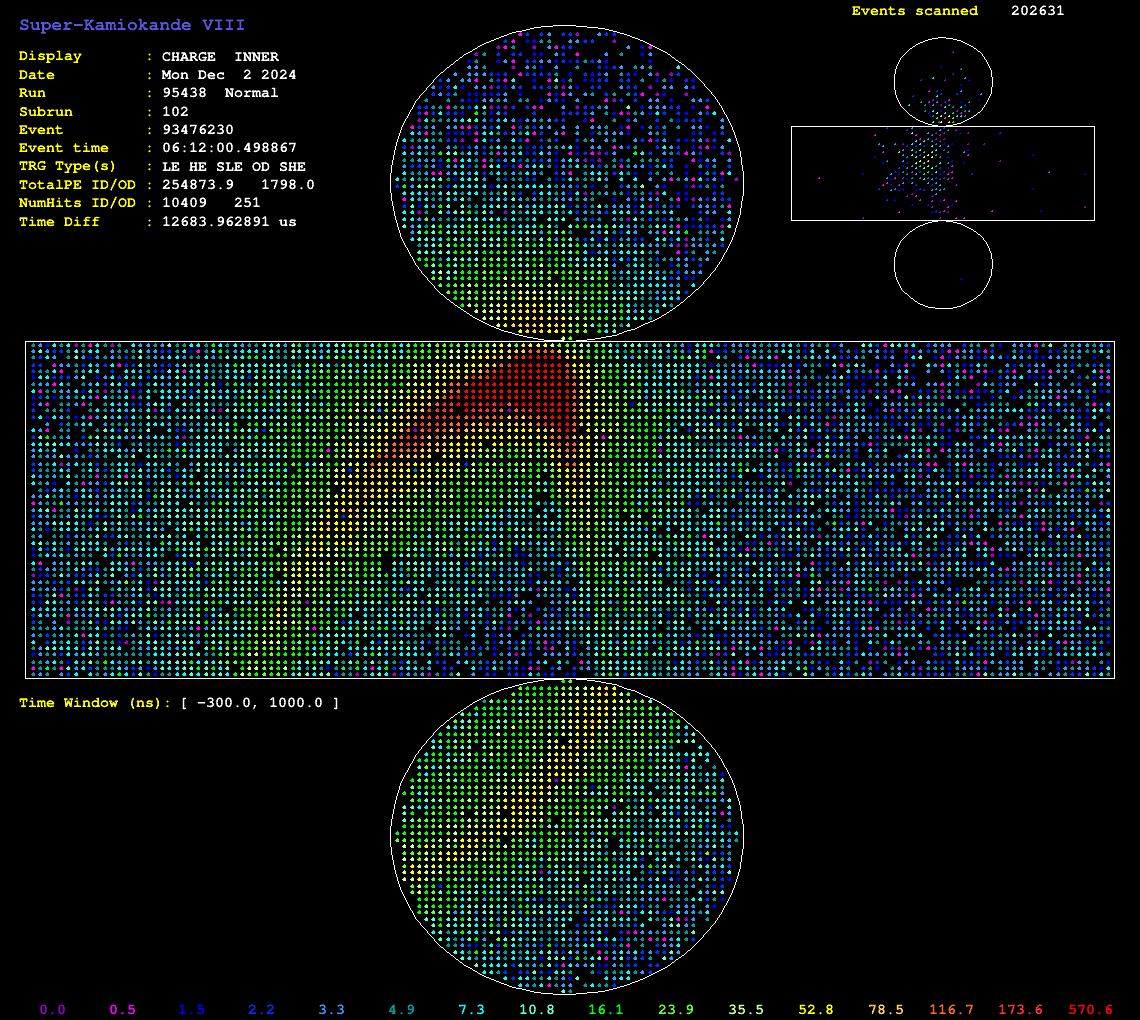 Super-Kamiokande VIII
Display : CHARGE INNER
Date : Mon Dec 2 2024
Run : 95438 Normal
Subrun : 102
Event : 93476230
Event time : 06:12:00.498867
TRG Type(s) : LE HE SLE OD SHE
TotalPE ID/OD : 254873.9 1798.0
NumHits ID/OD : 10409 251
Time Diff : 12683.962891 us
Events scanned 202631
Time Window (ns): [ -300.0, 1000.0 ]
0.0 0.5 1.5 2.2 3.3 4.9 7.3 10.8 16.1 23.9 35.5 52.8 78.5 116.7 173.6 570.6